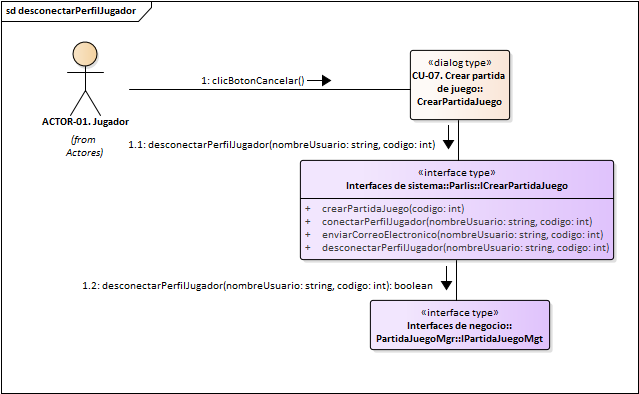 sd desconectarPerfilJugador
1: clicBotonCancelar()
«dialog type»
CU-07. Crear partida
de juego::
CrearPartidaJuego
ACTOR-01. Jugador
(from
Actores)
1.1: desconectarPerfilJugador(nombreUsuario: string, codigo: int)
«interface type»
Interfaces de sistema::Parlis::ICrearPartidaJuego
+ crearPartidaJuego(codigo: int)
+ conectarPerfilJugador(nombreUsuario: string, codigo: int)
+ enviarCorreoElectronico(nombreUsuario: string, codigo: int)
+ desconectarPerfilJugador(nombreUsuario: string, codigo: int)
1.2: desconectarPerfilJugador(nombreUsuario: string, codigo: int): boolean
«interface type»
Interfaces de negocio::
PartidaJuegoMgr::IPartidaJuegoMgt